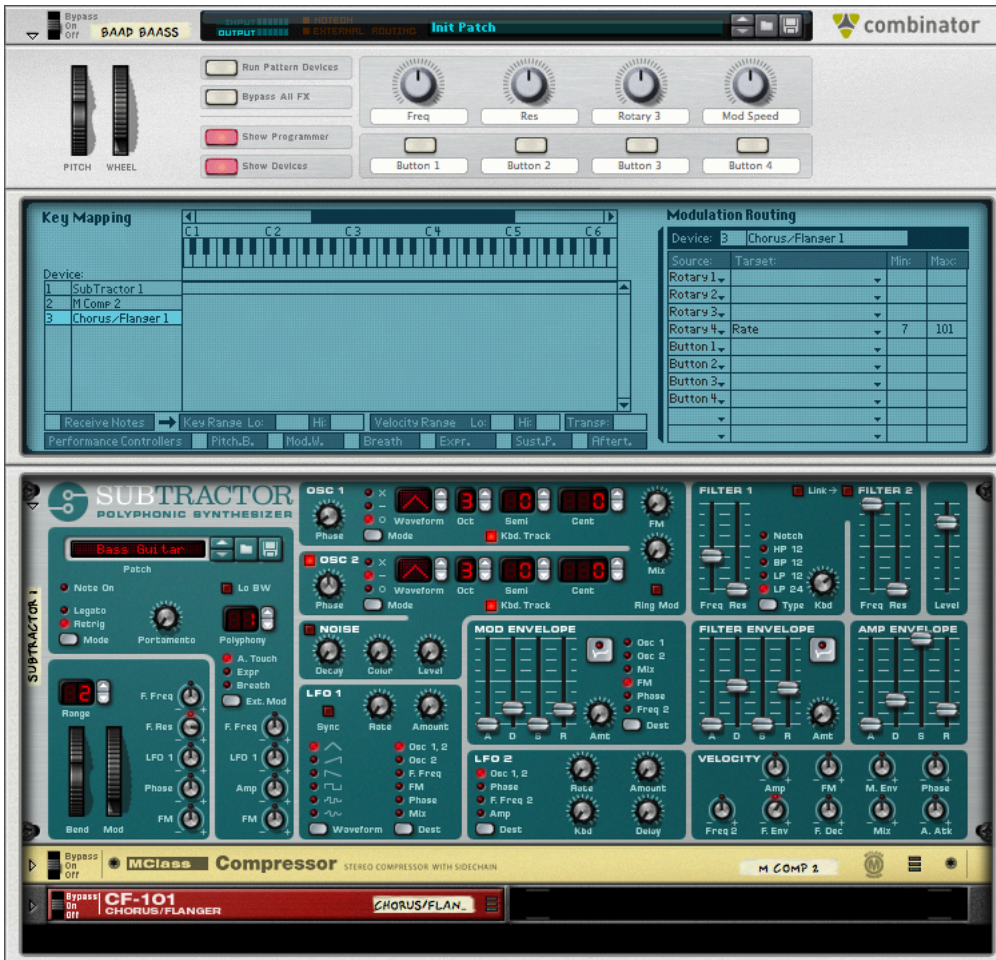 Bypass
On
Off
BAAD BAASS
INPUT
OUTPUT
NOTEON
EXTERNAL ROUTING
Init Patch
combinator
Run Pattern Devices
Bypass All FX
Show Programmer
Show Devices
PITCH WHEEL
Freq Res Rotary 3 Mod Speed
Button 1 Button 2 Button 3 Button 4
Key Mapping
C1 C2 C3 C4 C5 C6
Device:
1 SubTractor 1
2 M Comp 2
3 Chorus/Flanger 1
Receive Notes Key Range Lo: Hi: Velocity Range Lo: Hi: Transp:
Performance Controllers Pitch.B. Mod.W. Breath Expr. Sust.P. Aftert.
Modulation Routing
Device: 3 Chorus/Flanger 1
Source: Target: Min: Max:
Rotary 1
Rotary 2
Rotary 3
Rotary 4 Rate 7 101
Button 1
Button 2
Button 3
Button 4
SUBTRACTOR
POLYPHONIC SYNTHESIZER
SUBTRACTOR 1
Bass Guitar
Patch
Note On
Legato
Retrig
Mode
Portamento
Lo BW
1
Polyphony
A. Touch
Expr
Breath
Ext. Mod
2
Range
Bend Mod
F. Freq
F. Res
LFO 1
Phase
FM
F. Freq
LFO 1
Amp
FM
OSC 1
X
–
O
Phase Mode Waveform 3 Oct 0 Semi 0 Cent
Kbd. Track
FM
OSC 2
X
–
O
Phase Mode Waveform 3 Oct 0 Semi 0 Cent
Kbd. Track
Mix
Ring Mod
NOISE
Decay Color Level
LFO 1
Sync Rate Amount
Osc 1, 2
Osc 2
F. Freq
FM
Phase
Mix
Waveform Dest
MOD ENVELOPE
Osc 1
Osc 2
Mix
FM
Phase
Freq 2
Dest
A D S R Amt
LFO 2
Osc 1, 2
Phase
F. Freq 2
Amp
Dest
Rate Amount
Kbd Delay
FILTER 1
Link
FILTER 2
Notch
HP 12
BP 12
LP 12
LP 24
Freq Res Type Kbd
Freq Res Level
FILTER ENVELOPE
A D S R Amt
AMP ENVELOPE
A D S R
VELOCITY
Amp FM M. Env Phase
Freq 2 F. Env F. Dec Mix A. Atk
Bypass
On
Off
MClass Compressor STEREO COMPRESSOR WITH SIDECHAIN
M COMP 2
Bypass
On
Off
CF-101
CHORUS/FLANGER
CHORUS/FLAN_